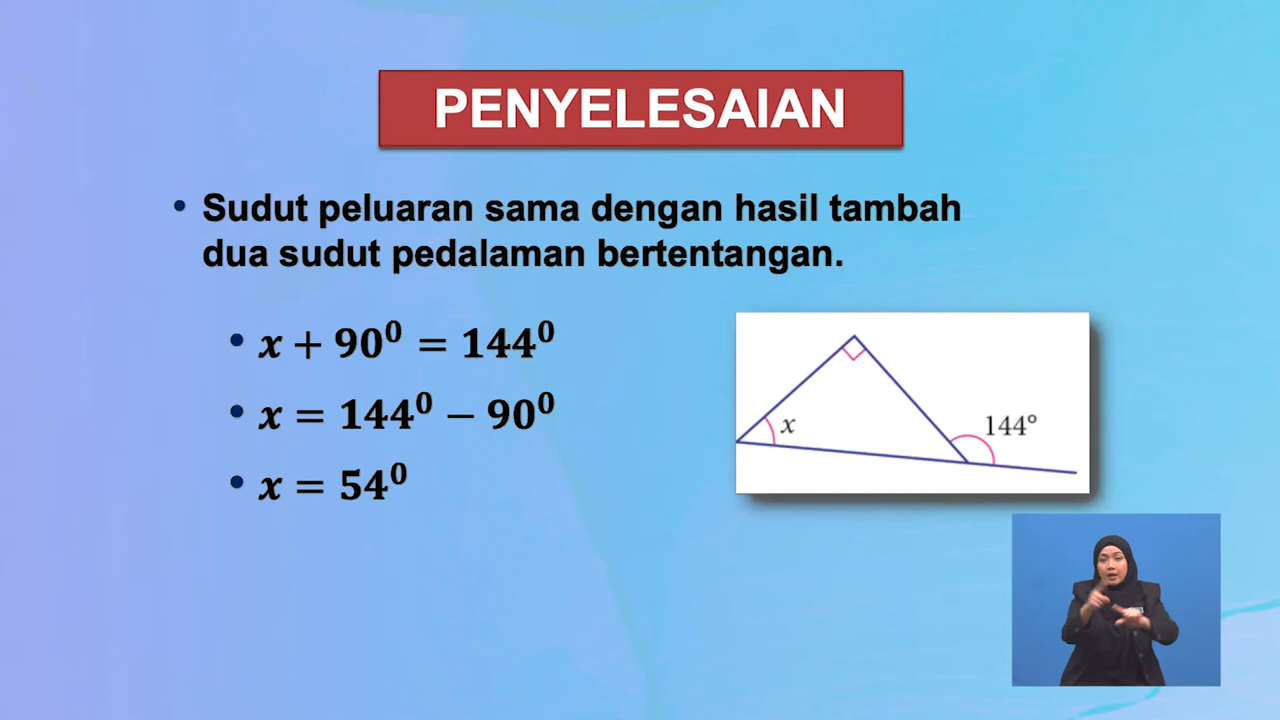 PENYELESAIAN
• Sudut peluaran sama dengan hasil tambah
dua sudut pedalaman bertentangan.
• x + 90⁰ = 144⁰
• x = 144⁰ − 90⁰
• x = 54⁰
x
144°